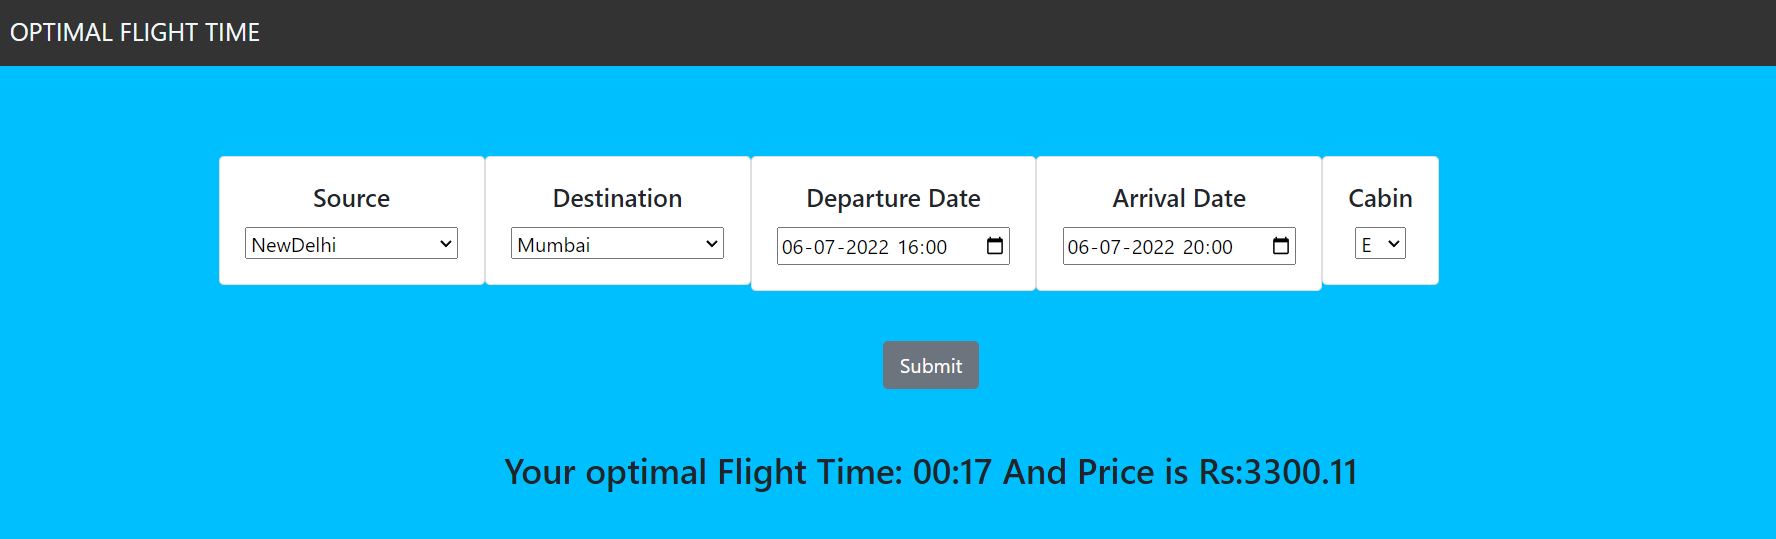 OPTIMAL FLIGHT TIME
Source Destination Departure Date Arrival Date Cabin
NewDelhi Mumbai 06-07-2022 16:00 06-07-2022 20:00 E
Submit
Your optimal Flight Time: 00:17 And Price is Rs:3300.11